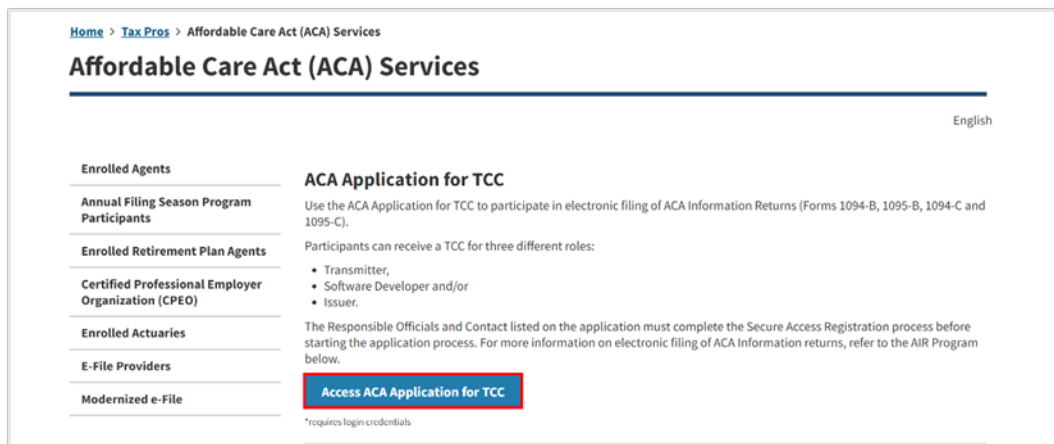 Home > Tax Pros > Affordable Care Act (ACA) Services
Affordable Care Act (ACA) Services
English
Enrolled Agents
Annual Filing Season Program
Participants
Enrolled Retirement Plan Agents
Certified Professional Employer
Organization (CPEO)
Enrolled Actuaries
E-File Providers
Modernized e-File
ACA Application for TCC
Use the ACA Application for TCC to participate in electronic filing of ACA Information Returns (Forms 1094-B, 1095-B, 1094-C and
1095-C).
Participants can receive a TCC for three different roles:
• Transmitter,
• Software Developer and/or
• Issuer.
The Responsible Officials and Contact listed on the application must complete the Secure Access Registration process before
starting the application process. For more information on electronic filing of ACA Information returns, refer to the AIR Program
below.
Access ACA Application for TCC
*requires login credentials